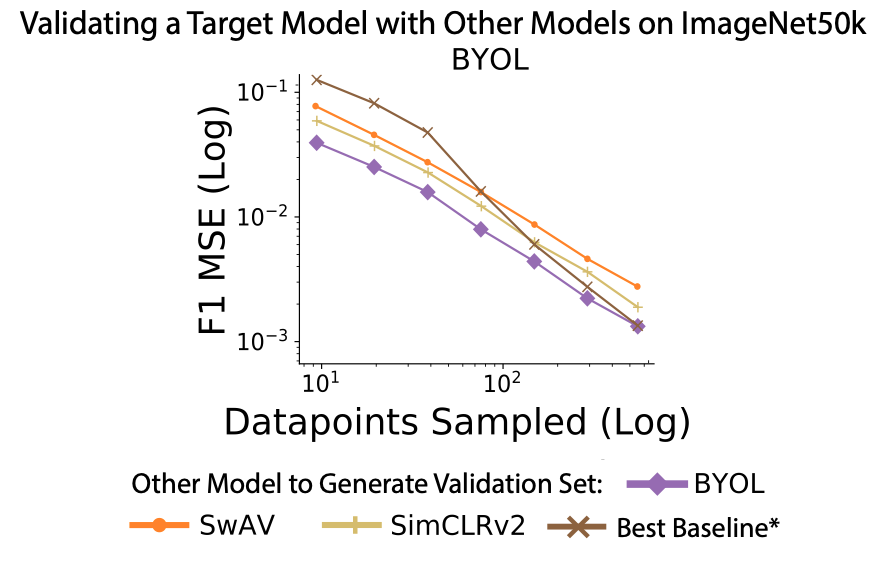 Validating a Target Model with Other Models on ImageNet50k
BYOL
F1 MSE (Log)
10⁻¹
10⁻²
10⁻³
10¹
10²
Datapoints Sampled (Log)
Other Model to Generate Validation Set: BYOL
SwAV SimCLRv2 Best Baseline*